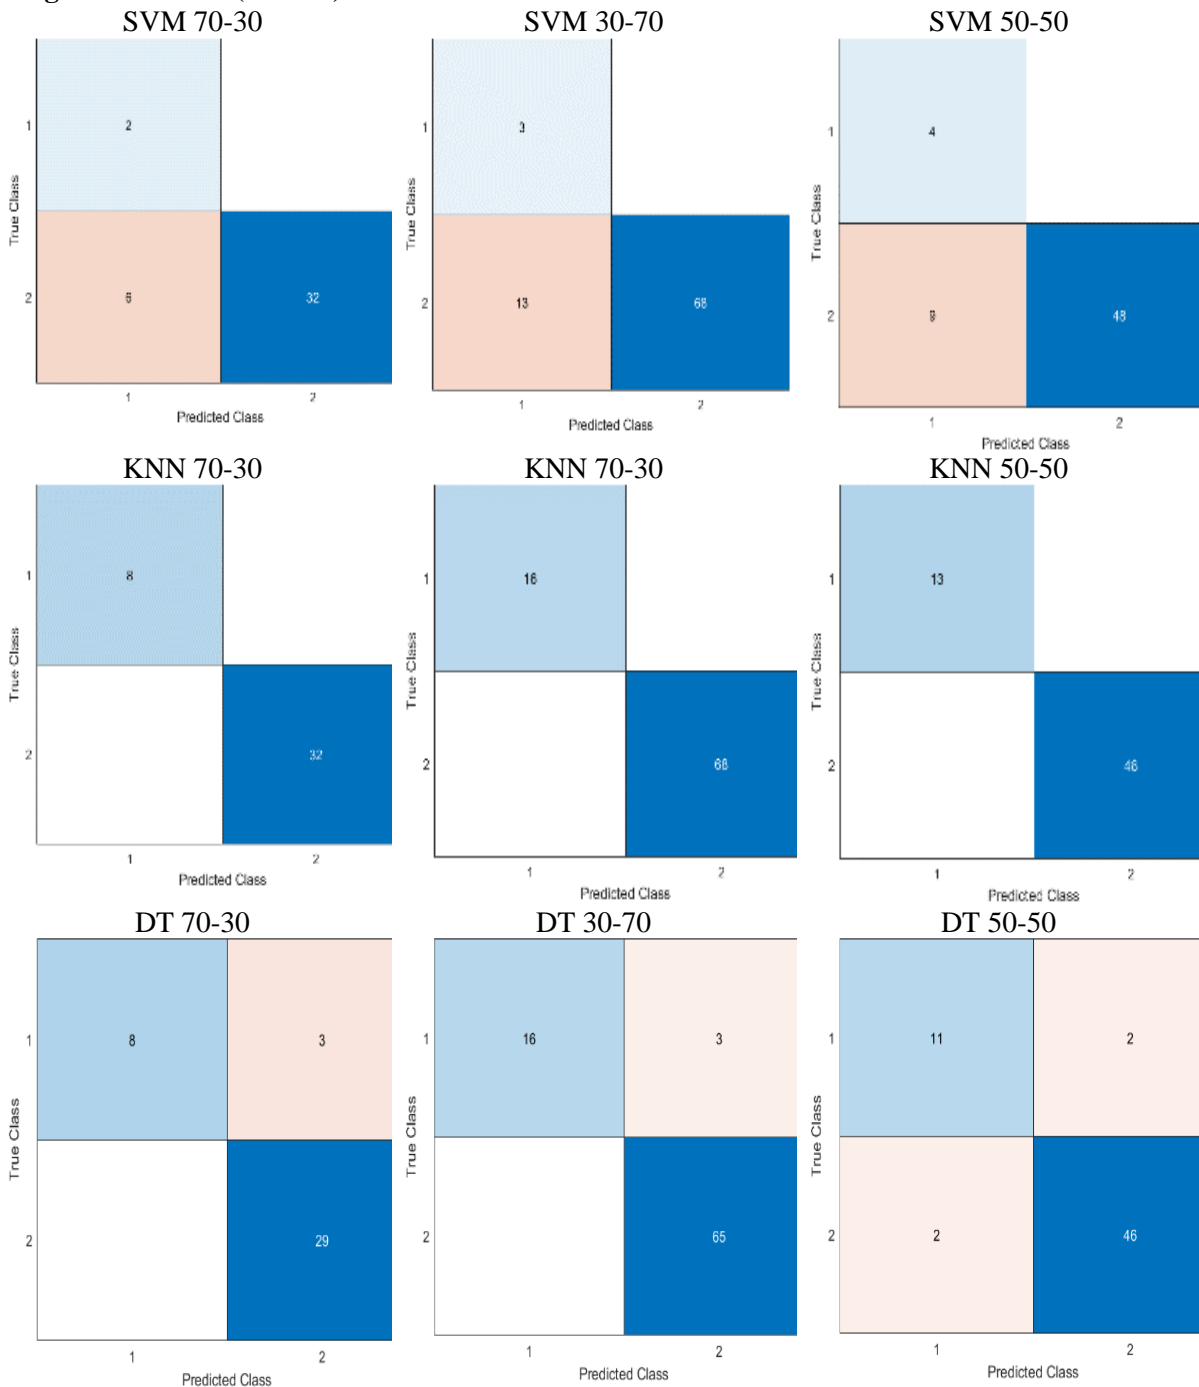 SVM 70-30 SVM 30-70 SVM 50-50
1 2
2 6 32
True Class
1 2
Predicted Class
1 3
2 13 68
True Class
1 2
Predicted Class
1 4
2 9 48
True Class
1 2
Predicted Class
KNN 70-30 KNN 70-30 KNN 50-50
1 8
2 32
True Class
1 2
Predicted Class
1 16
2 68
True Class
1 2
Predicted Class
1 13
2 48
True Class
1 2
Predicted Class
DT 70-30 DT 30-70 DT 50-50
1 8 3
2 29
True Class
1 2
Predicted Class
1 16 3
2 65
True Class
1 2
Predicted Class
1 11 2
2 2 46
True Class
1 2
Predicted Class